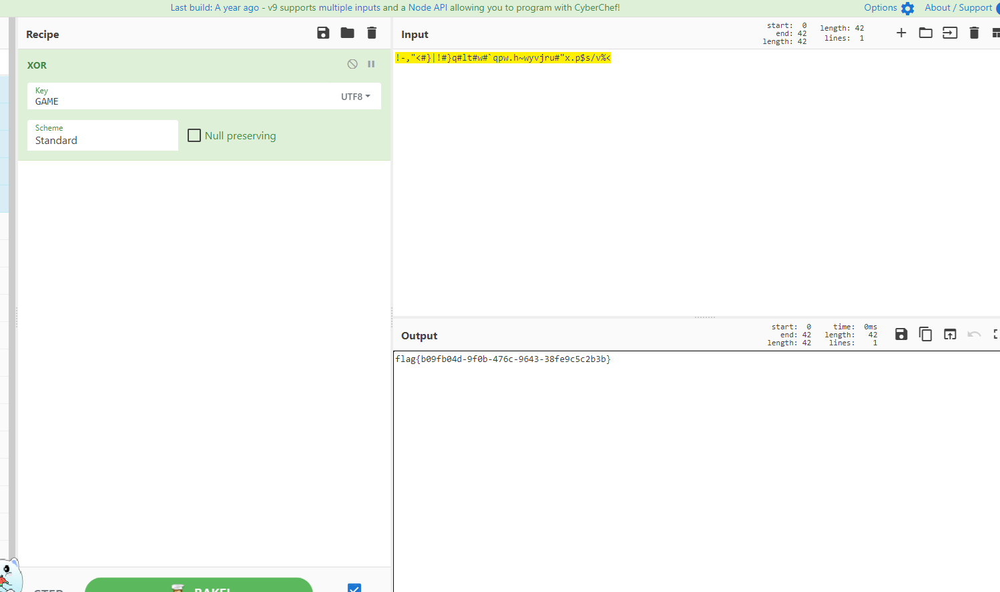 Last build: A year ago - v9 supports multiple inputs and a Node API allowing you to program with CyberChef!
Options
About / Support
Recipe
XOR
Key
GAME
UTF8
Scheme
Standard
Null preserving
STEP
BAKE!
Input
start: 0
end: 42
length: 42
length: 42
lines: 1
!-,"<#}|!#}q#lt#w#`qpw.h~wyvjru#"x.p$s/v%<
Output
start: 0
end: 42
length: 42
time: 0ms
length: 42
lines: 1
flag{b09fb04d-9f0b-476c-9643-38fe9c5c2b3b}